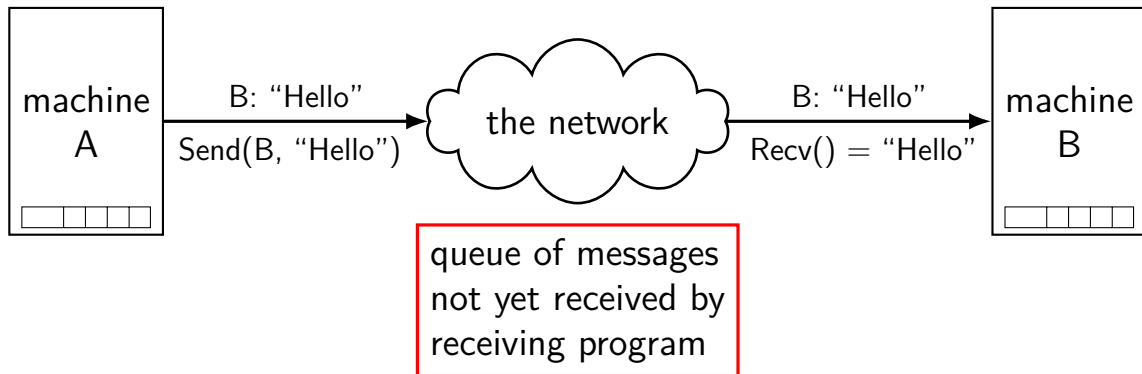 machine
A
B: “Hello”
Send(B, “Hello”)
the network
B: “Hello”
Recv() = “Hello”
machine
B
queue of messages
not yet received by
receiving program